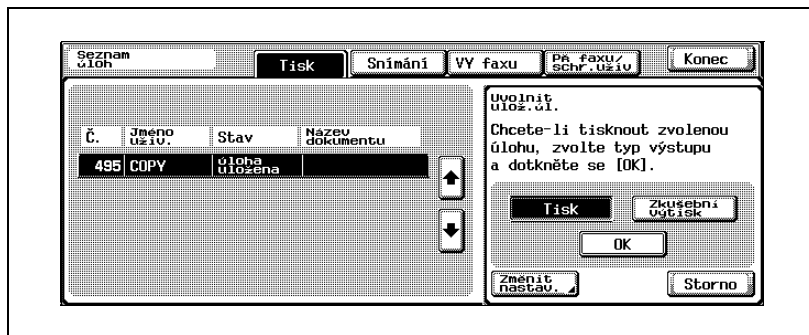 Seznam
úloh
Tisk
Snímání
VY faxu
PA faxu/
schr.uživ
Konec
Č.
Jméno
uživ.
Stav
Název
dokumentu
495
COPY
úloha
uložena
Uvolnit
ulož.úl.
Chcete-li tisknout zvolenou
úlohu, zvolte typ výstupu
a dotkněte se [OK].
Tisk
Zkušební
výtisk
OK
Změnit
nastav.
Storno